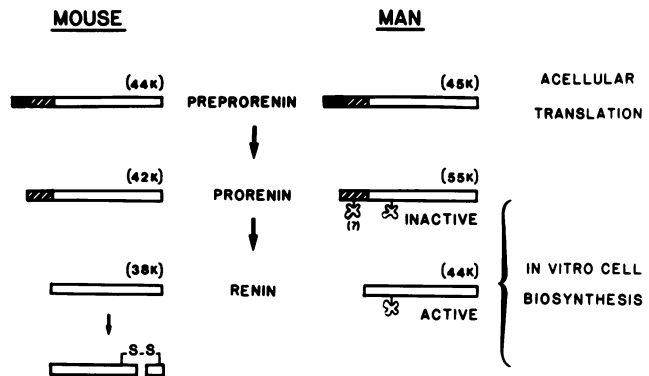 MOUSE
MAN
(44K)
PREPRORENIN
(45K)
ACELLULAR
TRANSLATION
(42K)
PRORENIN
(55K)
(?)
INACTIVE
(38K)
RENIN
(44K)
ACTIVE
IN VITRO CELL
BIOSYNTHESIS
S-S